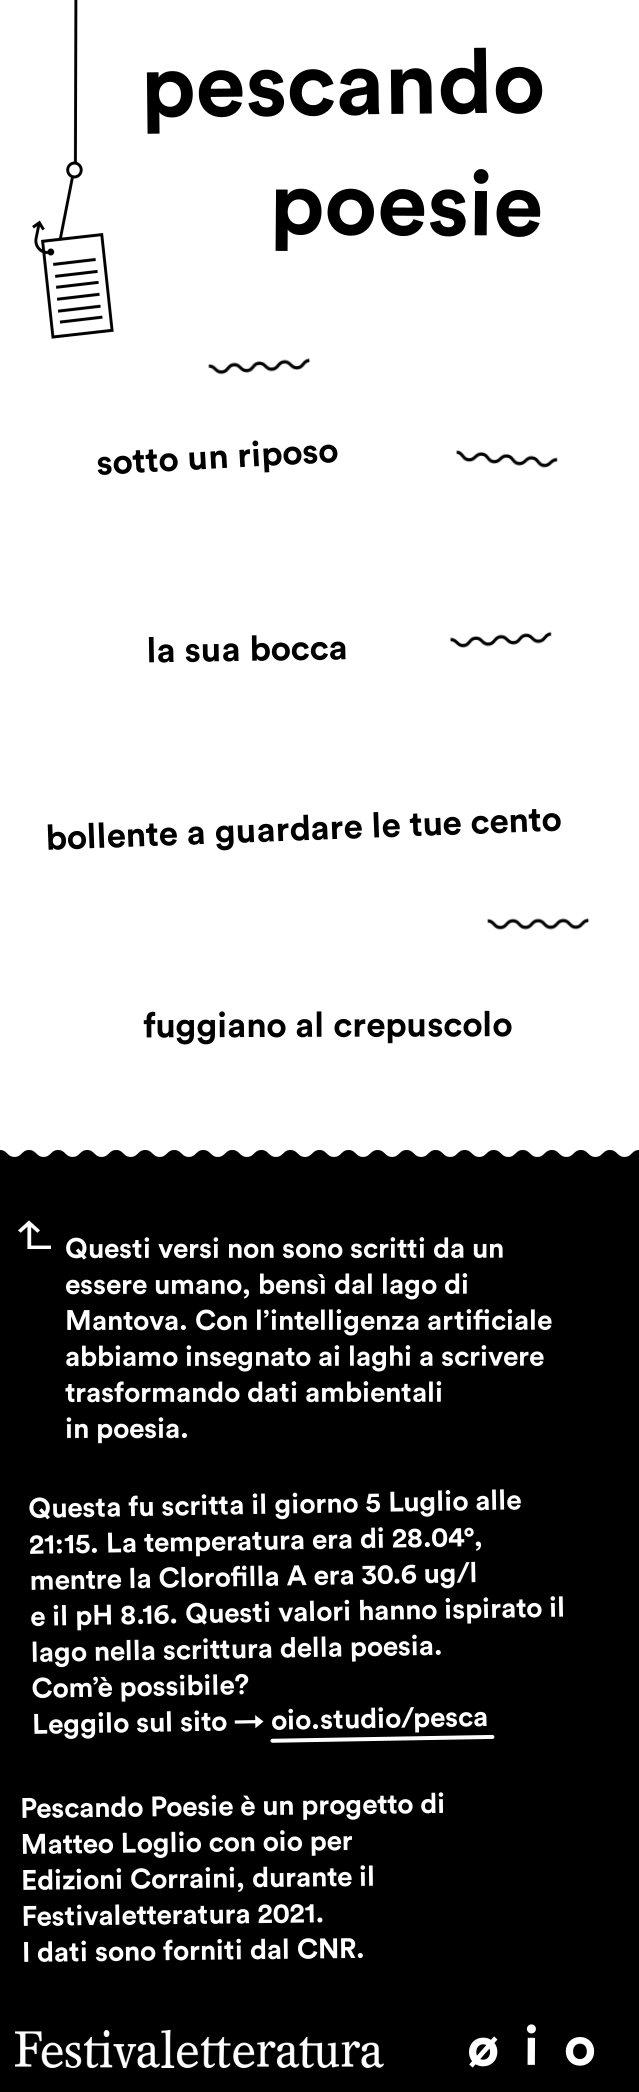 pescando
poesie
sotto un riposo
la sua bocca
bollente a guardare le tue cento
fuggiano al crepuscolo
Questi versi non sono scritti da un
essere umano, bensì dal lago di
Mantova. Con l’intelligenza artificiale
abbiamo insegnato ai laghi a scrivere
trasformando dati ambientali
in poesia.
Questa fu scritta il giorno 5 Luglio alle
21:15. La temperatura era di 28.04°,
mentre la Clorofilla A era 30.6 ug/l
e il pH 8.16. Questi valori hanno ispirato il
lago nella scrittura della poesia.
Com’è possibile?
Leggilo sul sito → oio.studio/pesca
Pescando Poesie è un progetto di
Matteo Loglio con oio per
Edizioni Corraini, durante il
Festivaletteratura 2021.
I dati sono forniti dal CNR.
Festivaletteratura
ø i o